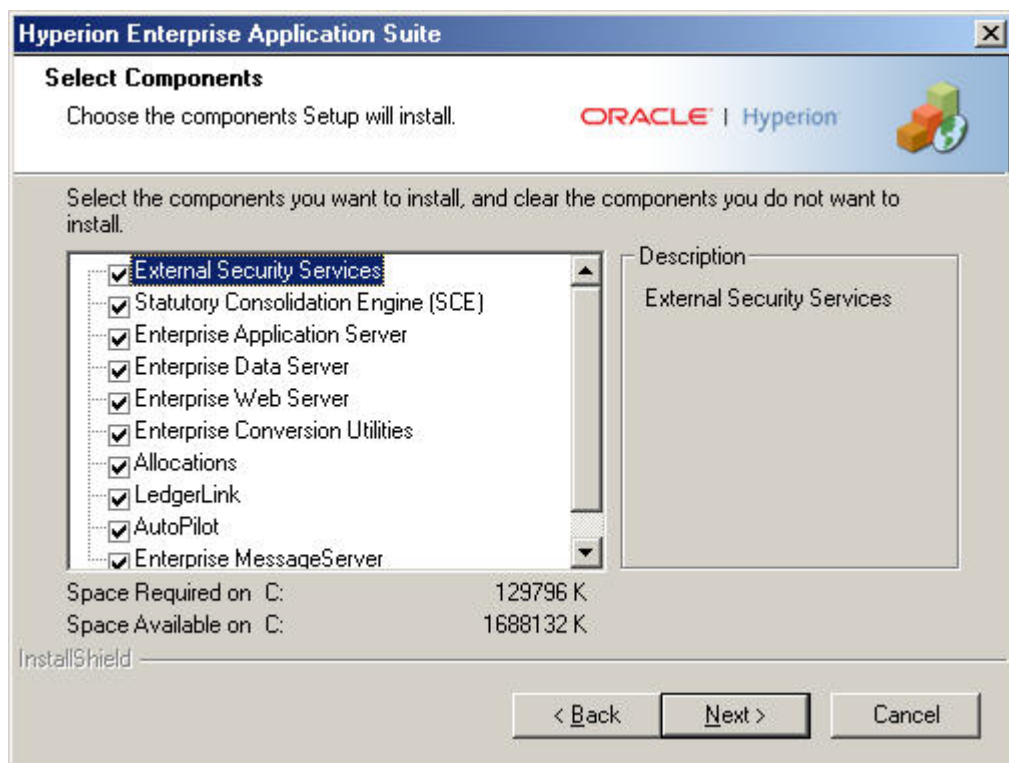 Hyperion Enterprise Application Suite
Select Components
Choose the components Setup will install.
ORACLE | Hyperion
Select the components you want to install, and clear the components you do not want to
install.
External Security Services
Statutory Consolidation Engine (SCE)
Enterprise Application Server
Enterprise Data Server
Enterprise Web Server
Enterprise Conversion Utilities
Allocations
LedgerLink
AutoPilot
Enterprise MessageServer
Description
External Security Services
Space Required on C: 129796 K
Space Available on C: 1688132 K
InstallShield
< Back Next > Cancel